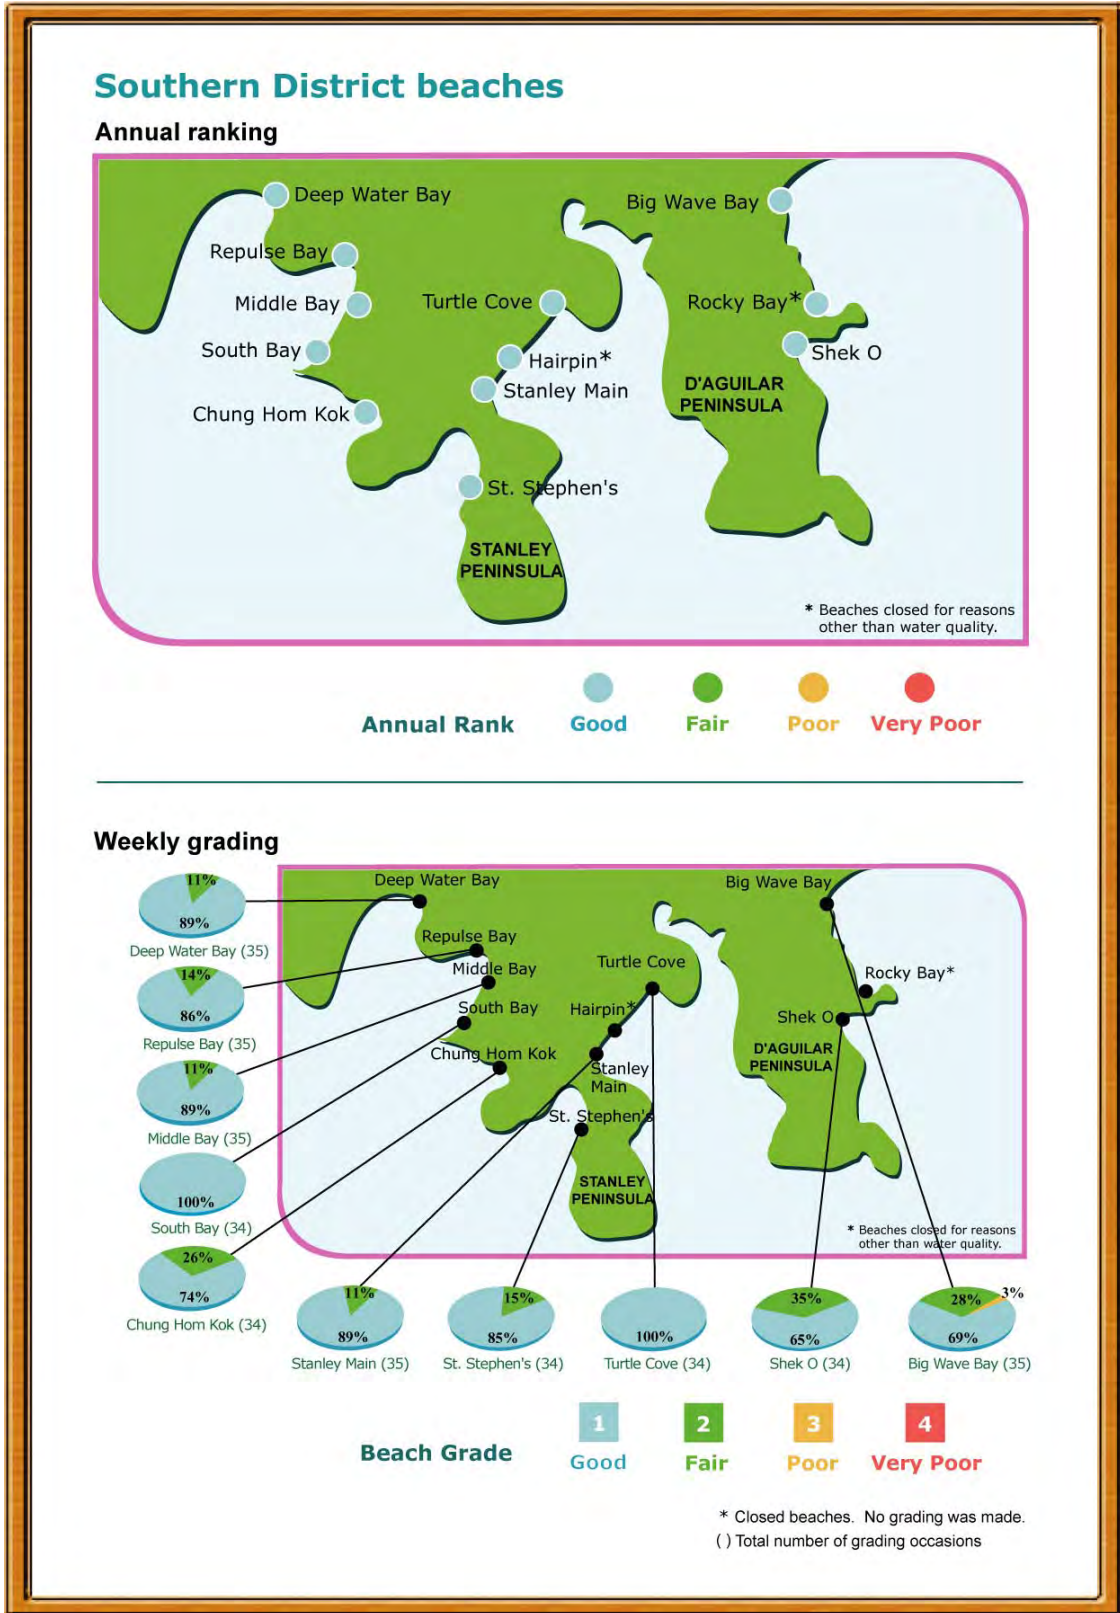 Southern District beaches
Annual ranking
Deep Water Bay
Big Wave Bay
Repulse Bay
Middle Bay
Turtle Cove
Rocky Bay*
South Bay
Hairpin*
Shek O
Stanley Main
D'AGUILAR
PENINSULA
Chung Hom Kok
St. Stephen's
STANLEY
PENINSULA
* Beaches closed for reasons
other than water quality.
Annual Rank
Good
Fair
Poor
Very Poor
Weekly grading
11%
89%
Deep Water Bay (35)
14%
86%
Repulse Bay (35)
11%
89%
Middle Bay (35)
100%
South Bay (34)
26%
74%
Chung Hom Kok (34)
Deep Water Bay
Big Wave Bay
Repulse Bay
Middle Bay
Turtle Cove
Rocky Bay*
South Bay
Hairpin*
Shek O
Chung Hom Kok
Stanley
Main
D'AGUILAR
PENINSULA
St. Stephen's
STANLEY
PENINSULA
* Beaches closed for reasons
other than water quality.
11%
89%
Stanley Main (35)
15%
85%
St. Stephen's (34)
100%
Turtle Cove (34)
35%
65%
Shek O (34)
28%
3%
69%
Big Wave Bay (35)
Beach Grade
1
Good
2
Fair
3
Poor
4
Very Poor
* Closed beaches. No grading was made.
( ) Total number of grading occasions